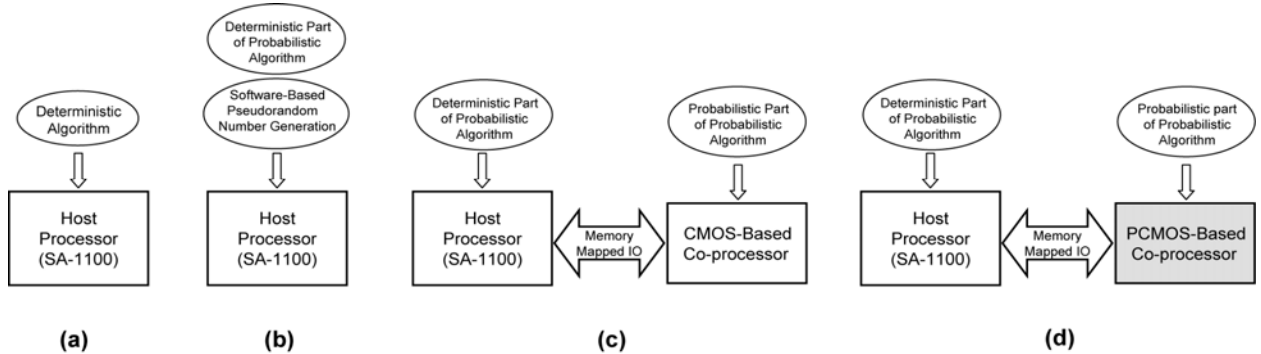 Deterministic
Algorithm
Host
Processor
(SA-1100)
(a)
Deterministic Part
of Probabilistic
Algorithm
Software-Based
Pseudorandom
Number Generation
Host
Processor
(SA-1100)
(b)
Deterministic Part
of Probabilistic
Algorithm
Host
Processor
(SA-1100)
Memory
Mapped IO
Probabilistic Part
of Probabilistic
Algorithm
CMOS-Based
Co-processor
(c)
Deterministic Part
of Probabilistic
Algorithm
Host
Processor
(SA-1100)
Memory
Mapped IO
Probabilistic part
of Probabilistic
Algorithm
PCMOS-Based
Co-processor
(d)